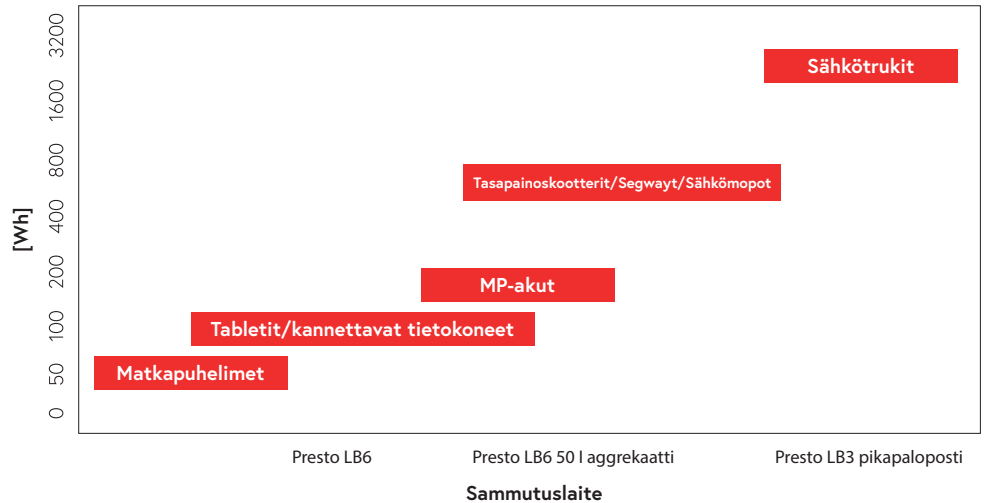 [Wh]
3200
1600
800
400
200
100
50
0
Sähkötrukit
Tasapainoskootterit/Segwayt/Sähkömopot
MP-akut
Tabletit/kannettavat tietokoneet
Matkapuhelimet
Presto LB6
Presto LB6 50 l aggrekaatti
Presto LB3 pikapaloposti
Sammutuslaite